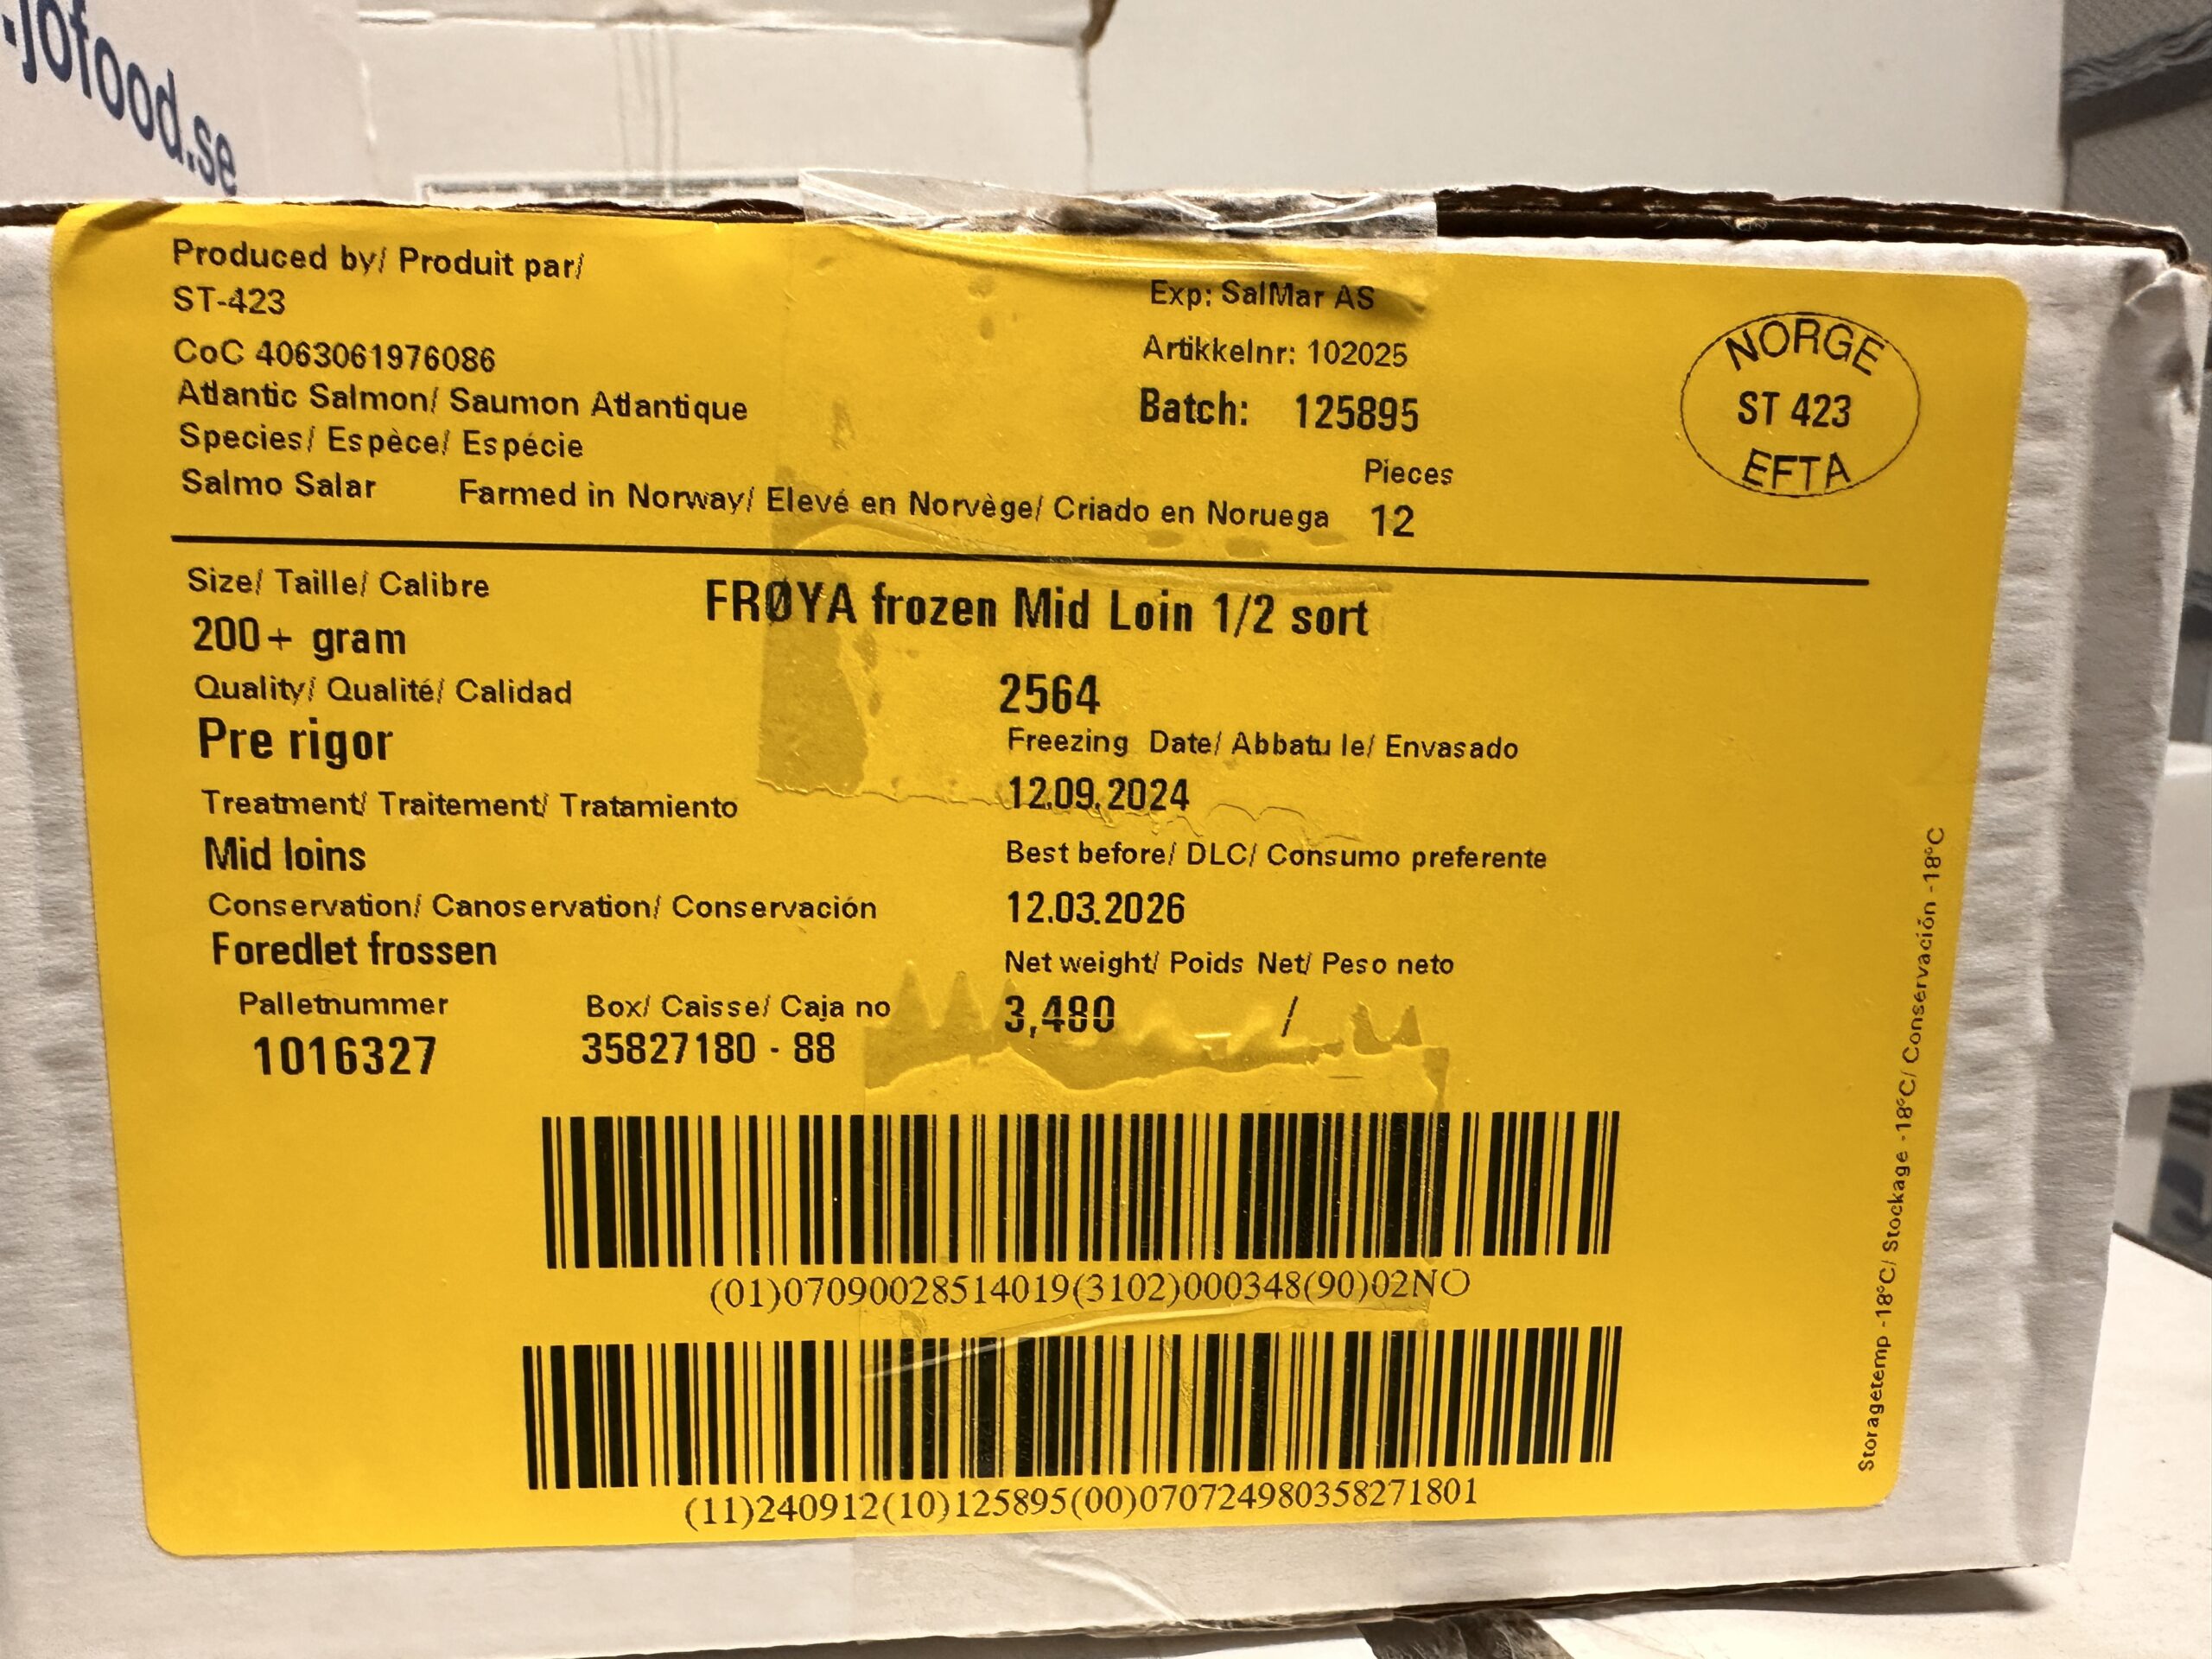 .jofood.se
Produced by/ Produit par/
ST-423
CoC 4063061976086
Atlantic Salmon/ Saumon Atlantique
Species/ Espèce/ Espécie
Salmo Salar Farmed in Norway/ Elevé en Norvège/ Criado en Noruega
Exp: SalMar AS
Artikkelnr: 102025
Batch: 125895
Pieces
12
NORGE
ST 423
EFTA
Size/ Taille/ Calibre
200+ gram
FRØYA frozen Mid Loin 1/2 sort
Quality/ Qualité/ Calidad
Pre rigor
2564
Freezing Date/ Abbatu le/ Envasado
12.09.2024
Treatment/ Traitement/ Tratamiento
Mid loins
Best before/ DLC/ Consumo preferente
12.03.2026
Conservation/ Canoservation/ Conservación
Foredlet frossen
Net weight/ Poids Net/ Peso neto
3,480 /
Palletnummer
1016327
Box/ Caisse/ Caja no
35827180 - 88
(01)07090028514019(3102)000348(90)02NO
(11)240912(10)125895(00)070724980358271801
Storagetemp -18°C/ Stockage -18°C/ Conservación -18°C